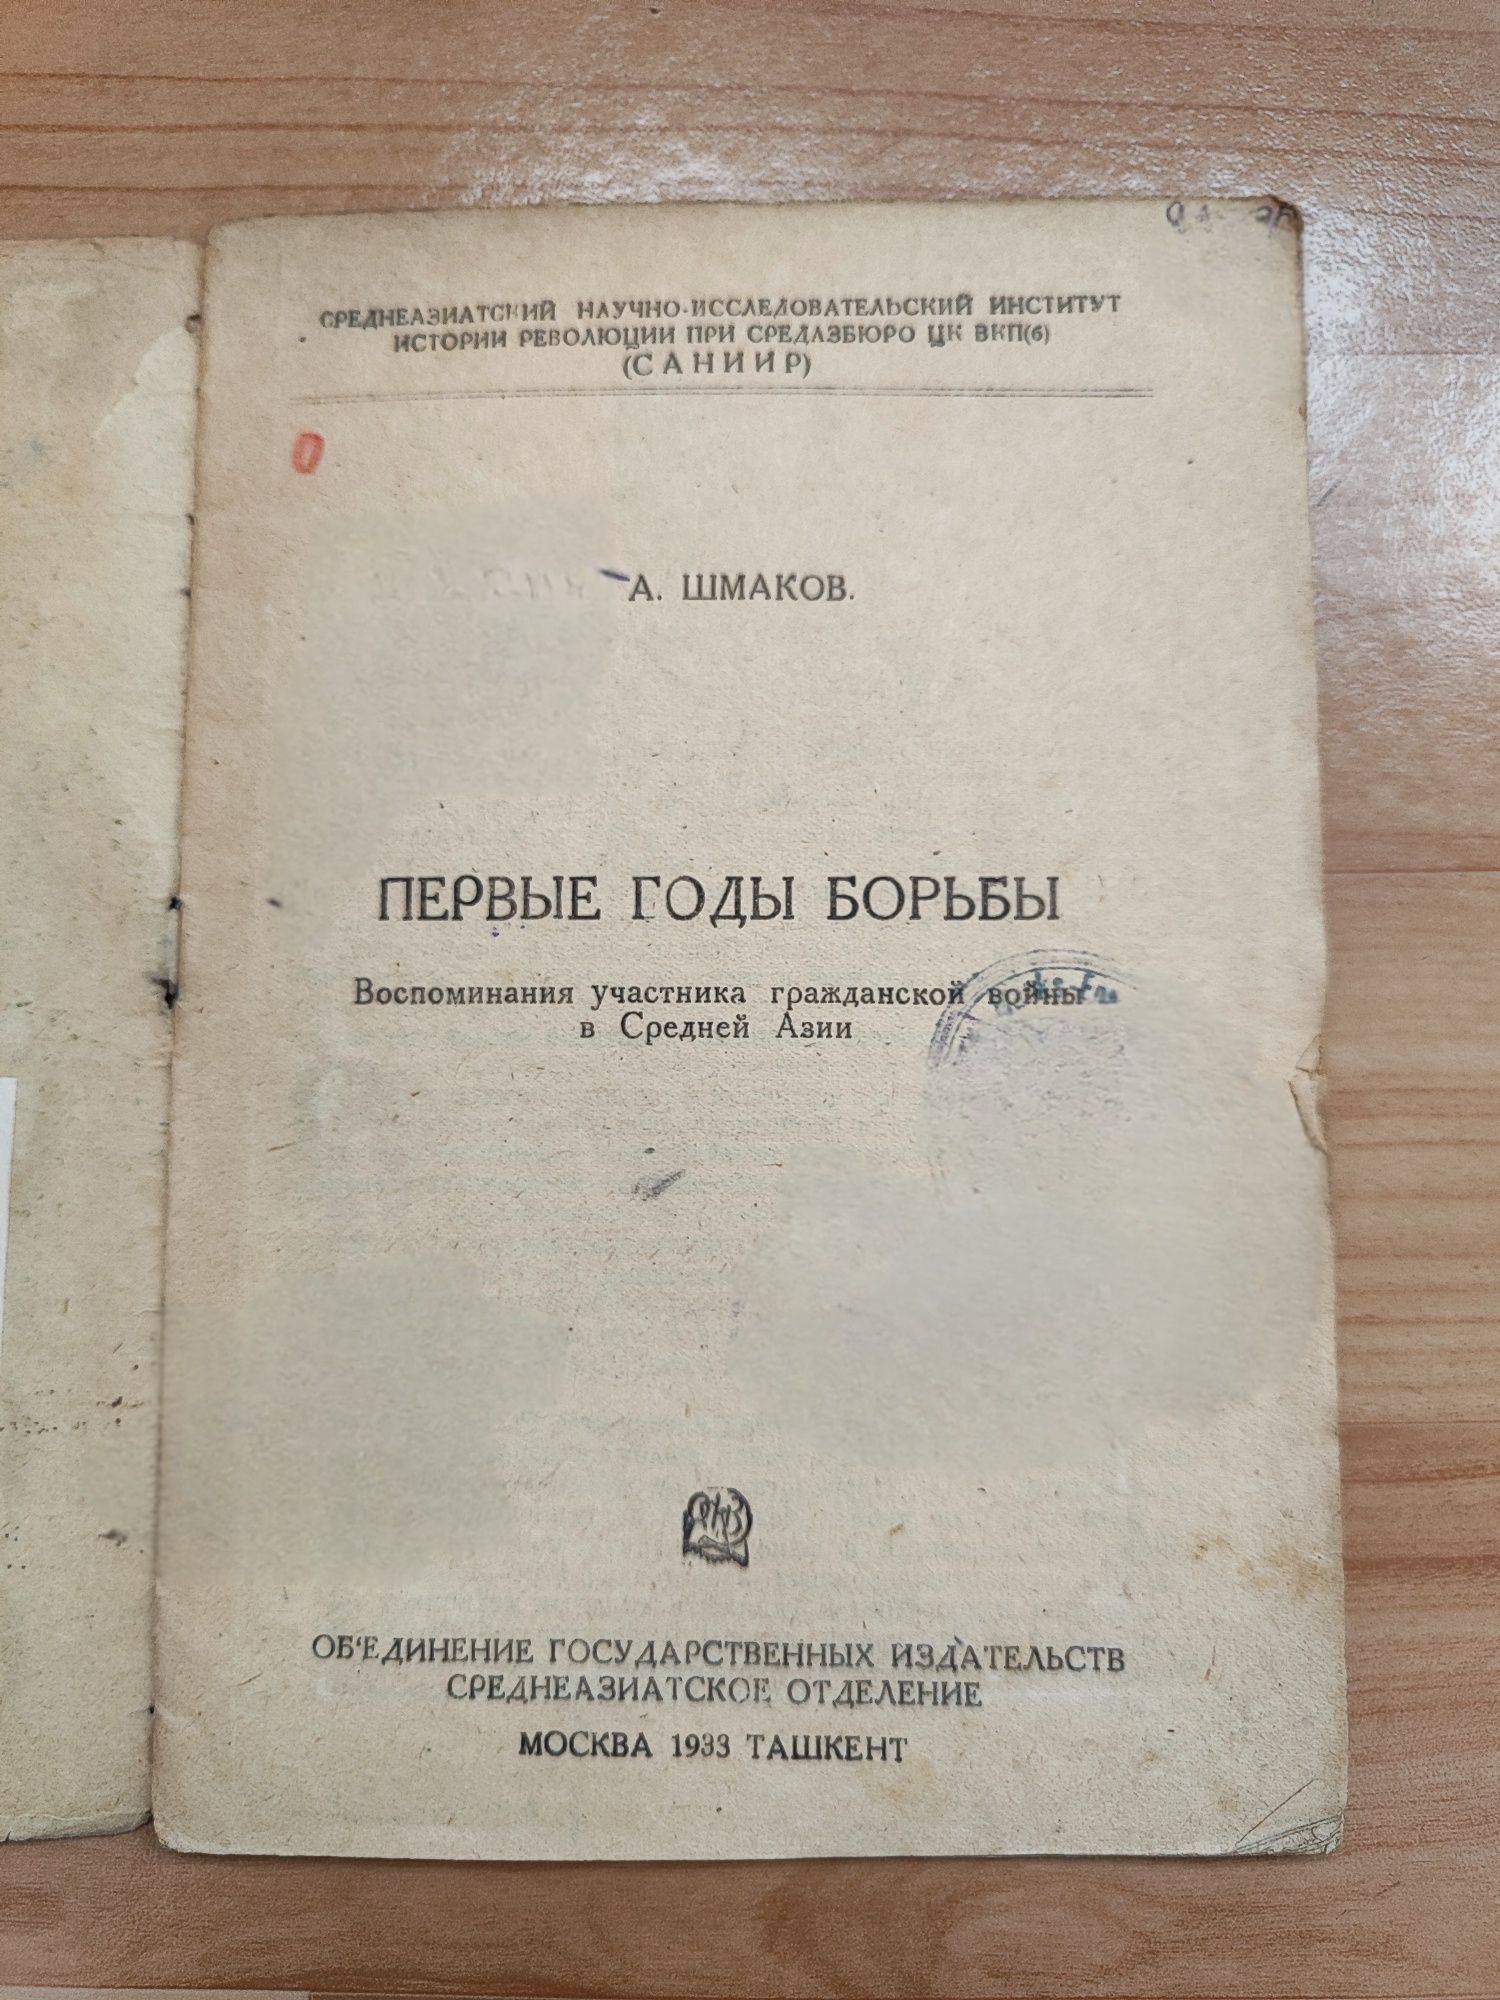 СРЕДНЕАЗИАТСКИЙ НАУЧНО-ИССЛЕДОВАТЕЛЬСКИЙ ИНСТИТУТ
ИСТОРИИ РЕВОЛЮЦИИ ПРИ СРЕДАЗБЮРО ЦК ВКП(б)
(САНИИР)
А. ШМАКОВ.
ПЕРВЫЕ ГОДЫ БОРЬБЫ
Воспоминания участника гражданской войны
в Средней Азии
ОБ'ЕДИНЕНИЕ ГОСУДАРСТВЕННЫХ ИЗДАТЕЛЬСТВ
СРЕДНЕАЗИАТСКОЕ ОТДЕЛЕНИЕ
МОСКВА 1933 ТАШКЕНТ